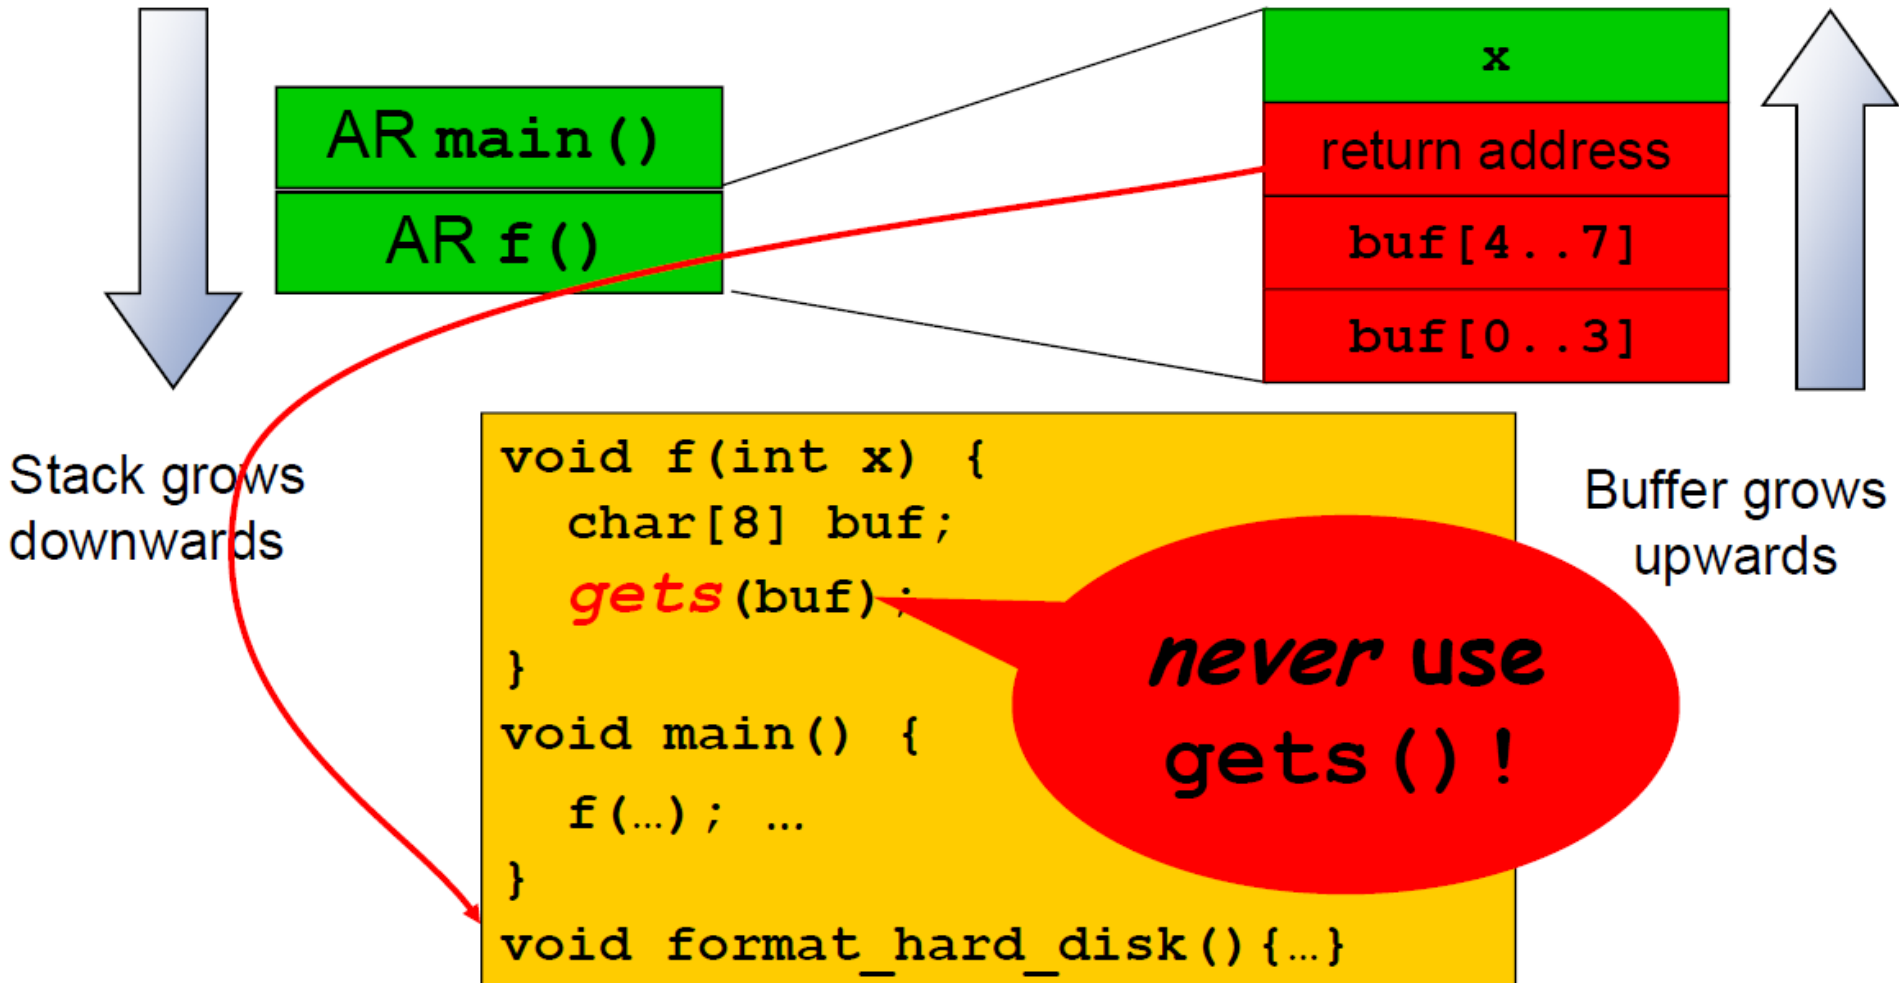 AR main()
AR f()
x
return address
buf[4..7]
buf[0..3]
Stack grows
downwards
Buffer grows
upwards
void f(int x) {
char[8] buf;
gets(buf);
}
void main() {
f(…); …
}
void format_hard_disk(){…}
never use
gets()!